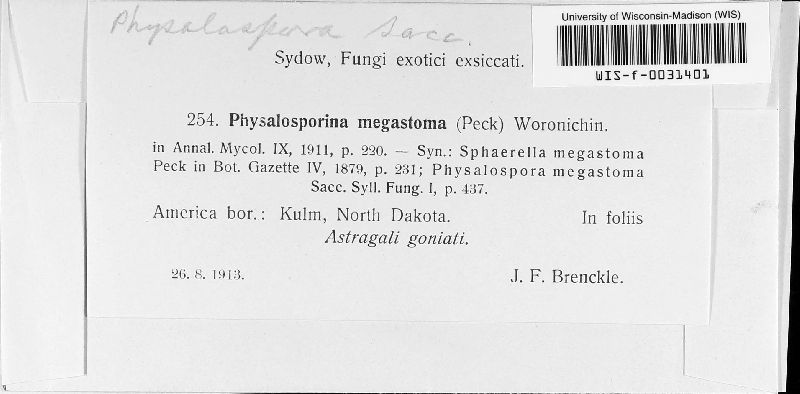 Physalospora Sacc.
University of Wisconsin-Madison (WIS)
WIS-f-0031401
Sydow, Fungi exotici exsiccati.
254. Physalosporina megastoma (Peck) Woronichin.
in Annal. Mycol. IX, 1911, p. 220. — Syn.: Sphaerella megastoma
Peck in Bot. Gazette IV, 1879, p. 231; Physalospora megastoma
Sacc. Syll. Fung. I, p. 437.
America bor.: Kulm, North Dakota. In foliis
Astragali goniati.
26. 8. 1913. J. F. Brenckle.